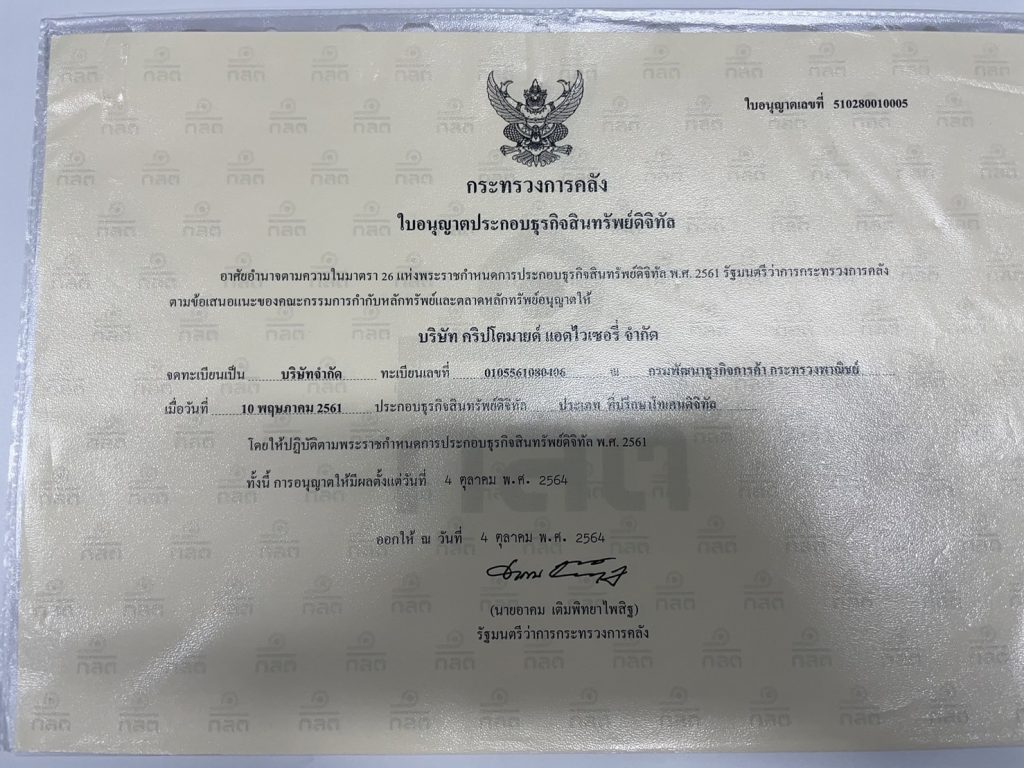 ใบอนุญาตเลขที่ 510280010005
กระทรวงการคลัง
ใบอนุญาตประกอบธุรกิจสินทรัพย์ดิจิทัล
อาศัยอำนาจตามความในมาตรา 26 แห่งพระราชกำหนดการประกอบธุรกิจสินทรัพย์ดิจิทัล พ.ศ. 2561 รัฐมนตรีว่าการกระทรวงการคลัง
ตามข้อเสนอแนะของคณะกรรมการกำกับหลักทรัพย์และตลาดหลักทรัพย์อนุญาตให้
บริษัท คริปโตมายด์ แอดไวเซอรี่ จำกัด
จดทะเบียนเป็น บริษัทจำกัด ทะเบียนเลขที่ 0105561080406 ณ กรมพัฒนาธุรกิจการค้า กระทรวงพาณิชย์
เมื่อวันที่ 10 พฤษภาคม 2561 ประกอบธุรกิจสินทรัพย์ดิจิทัล ประเภท ที่ปรึกษาโทเคนดิจิทัล
โดยให้ปฏิบัติตามพระราชกำหนดการประกอบธุรกิจสินทรัพย์ดิจิทัล พ.ศ. 2561
ทั้งนี้ การอนุญาตให้มีผลตั้งแต่วันที่ 4 ตุลาคม พ.ศ. 2564
ออกให้ ณ วันที่ 4 ตุลาคม พ.ศ. 2564
(นายอาคม เติมพิทยาไพสิฐ)
รัฐมนตรีว่าการกระทรวงการคลัง